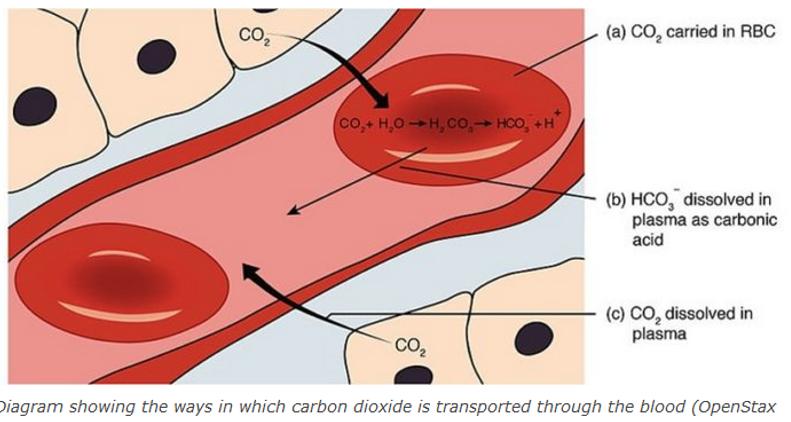 CO₂
(a) CO₂ carried in RBC
CO₂+ H₂O → H₂CO₃ → HCO₃⁻ + H⁺
(b) HCO₃⁻ dissolved in
plasma as carbonic
acid
(c) CO₂ dissolved in
plasma
CO₂
Diagram showing the ways in which carbon dioxide is transported through the blood (OpenStax